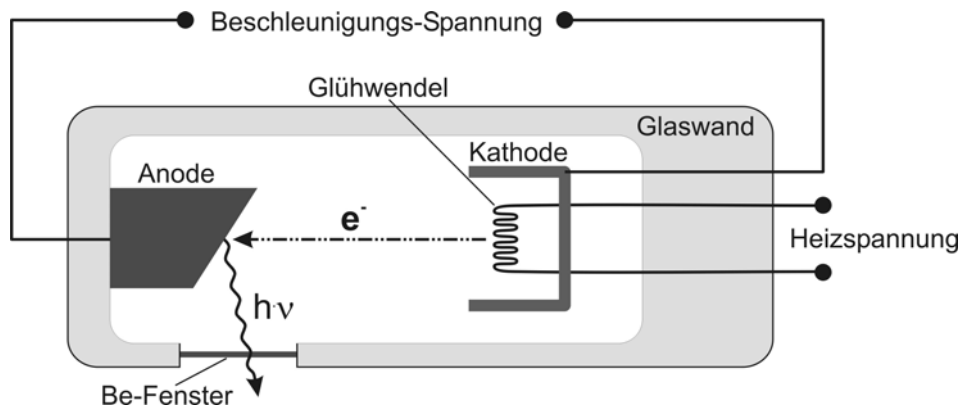 Beschleunigungs-Spannung
Glühwendel
Glaswand
Kathode
Anode
e-
Heizspannung
h·ν
Be-Fenster